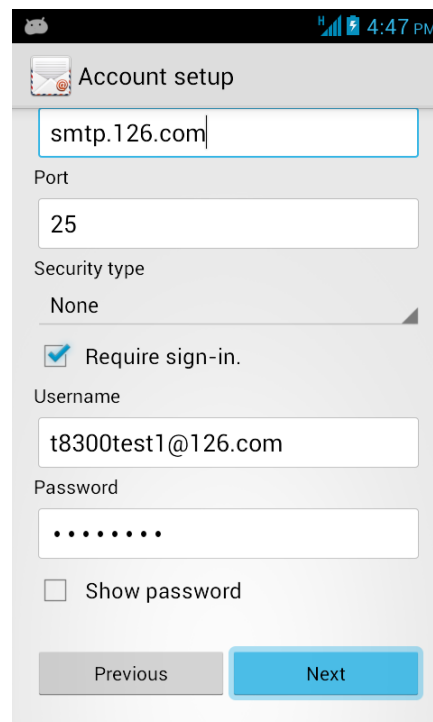 H 4:47 PM
Account setup
smtp.126.com
Port
25
Security type
None
Require sign-in.
Username
t8300test1@126.com
Password
••••••••
Show password
Previous Next